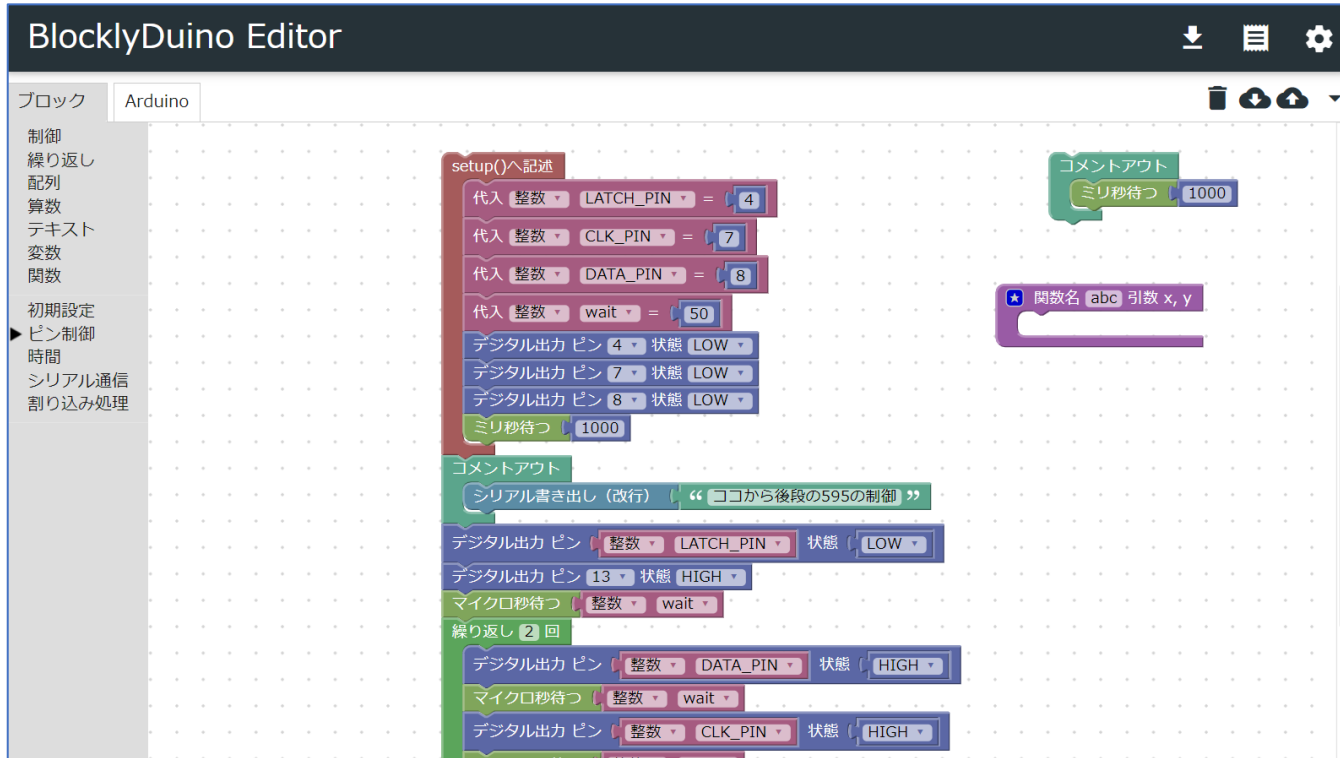 BlocklyDuino Editor
ブロック
Arduino
制御
繰り返し
配列
算数
テキスト
変数
関数
初期設定
ピン制御
時間
シリアル通信
割り込み処理
setup()へ記述
代入 整数 LATCH_PIN = 4
代入 整数 CLK_PIN = 7
代入 整数 DATA_PIN = 8
代入 整数 wait = 50
デジタル出力 ピン 4 状態 LOW
デジタル出力 ピン 7 状態 LOW
デジタル出力 ピン 8 状態 LOW
ミリ秒待つ 1000
コメントアウト
シリアル書き出し（改行） “ ココから後段の595の制御 ”
デジタル出力 ピン 整数 LATCH_PIN 状態 LOW
デジタル出力 ピン 13 状態 HIGH
マイクロ秒待つ 整数 wait
繰り返し 2 回
デジタル出力 ピン 整数 DATA_PIN 状態 HIGH
マイクロ秒待つ 整数 wait
デジタル出力 ピン 整数 CLK_PIN 状態 HIGH
コメントアウト
ミリ秒待つ 1000
関数名 abc 引数 x, y